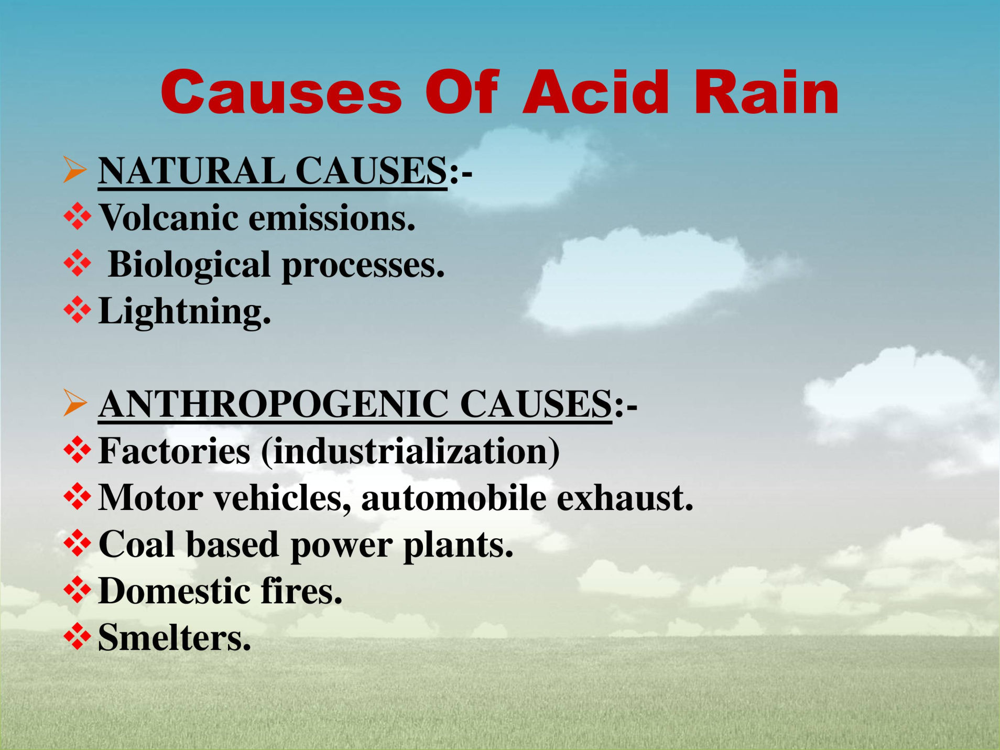 Causes Of Acid Rain
NATURAL CAUSES:-
Volcanic emissions.
Biological processes.
Lightning.
ANTHROPOGENIC CAUSES:-
Factories (industrialization)
Motor vehicles, automobile exhaust.
Coal based power plants.
Domestic fires.
Smelters.